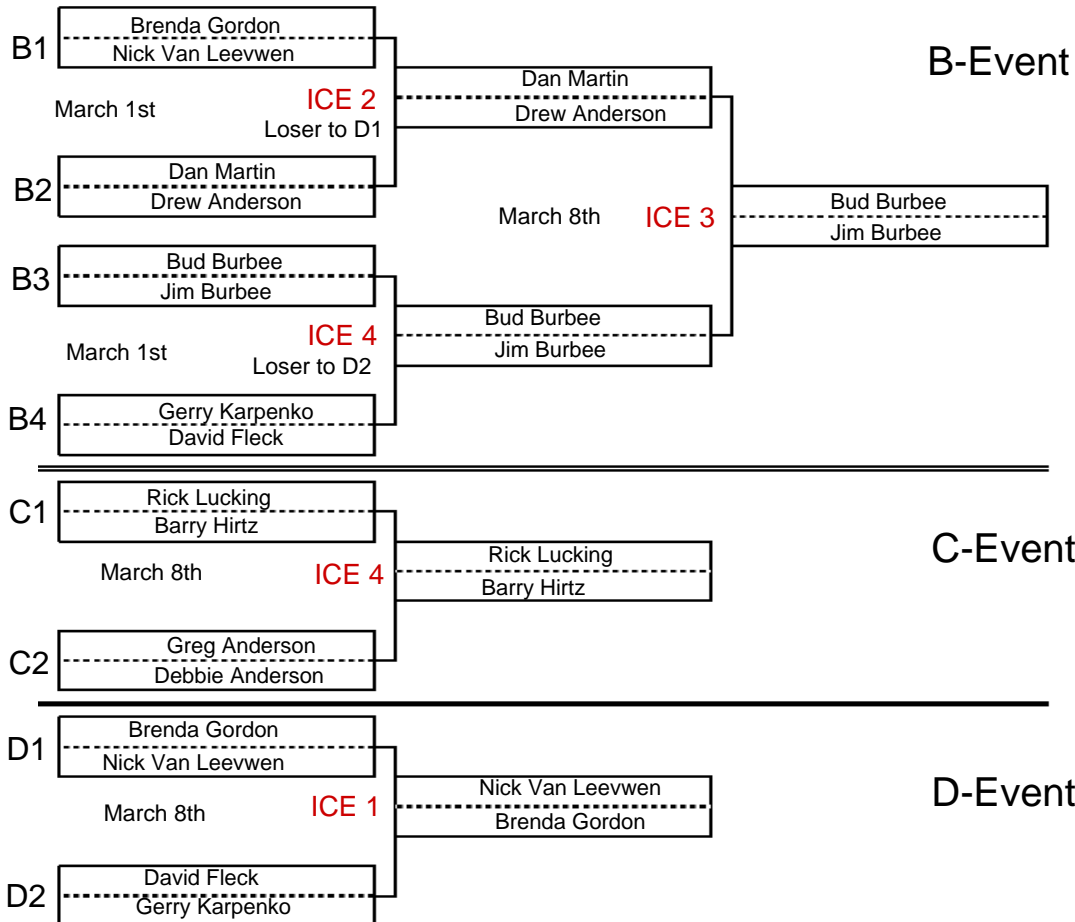 B-Event
B1
Brenda Gordon
Nick Van Leevwen
March 1st
ICE 2
Loser to D1
Dan Martin
Drew Anderson
B2
Dan Martin
Drew Anderson
March 8th
ICE 3
Bud Burbee
Jim Burbee
B3
Bud Burbee
Jim Burbee
March 1st
ICE 4
Loser to D2
Bud Burbee
Jim Burbee
B4
Gerry Karpenko
David Fleck
C-Event
C1
Rick Lucking
Barry Hirtz
March 8th
ICE 4
Rick Lucking
Barry Hirtz
C2
Greg Anderson
Debbie Anderson
D-Event
D1
Brenda Gordon
Nick Van Leevwen
March 8th
ICE 1
Nick Van Leevwen
Brenda Gordon
D2
David Fleck
Gerry Karpenko